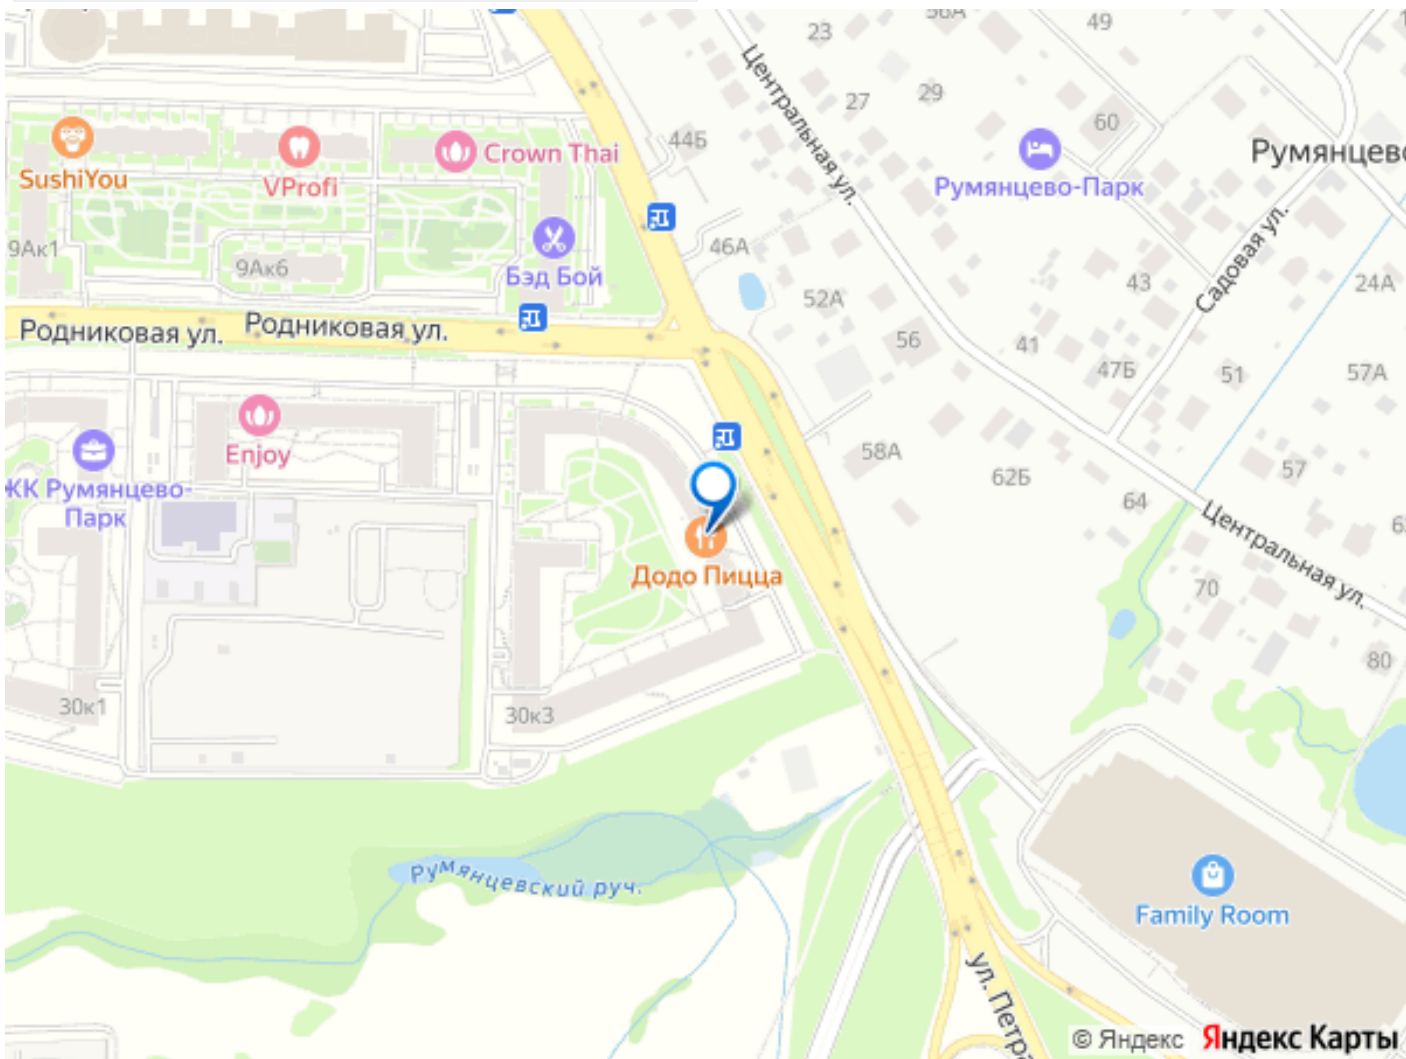 56А
49
23
Центральная ул.
29
27
60
44Б
Румянцево
Crown Thai
SushiYou
VProfi
Румянцево-Парк
Садовая ул.
9Ак1
9Ак6
46А
Бэд Бой
52А
43
24А
Родниковая ул.
Родниковая ул.
56
41
47Б
51
57А
Enjoy
58А
62Б
57
64
ЖК Румянцево-
Парк
Центральная ул.
Додо Пицца
70
80
30к1
30к3
Румянцевский руч.
Family Room
ул. Петра
© Яндекс Яндекс Карты